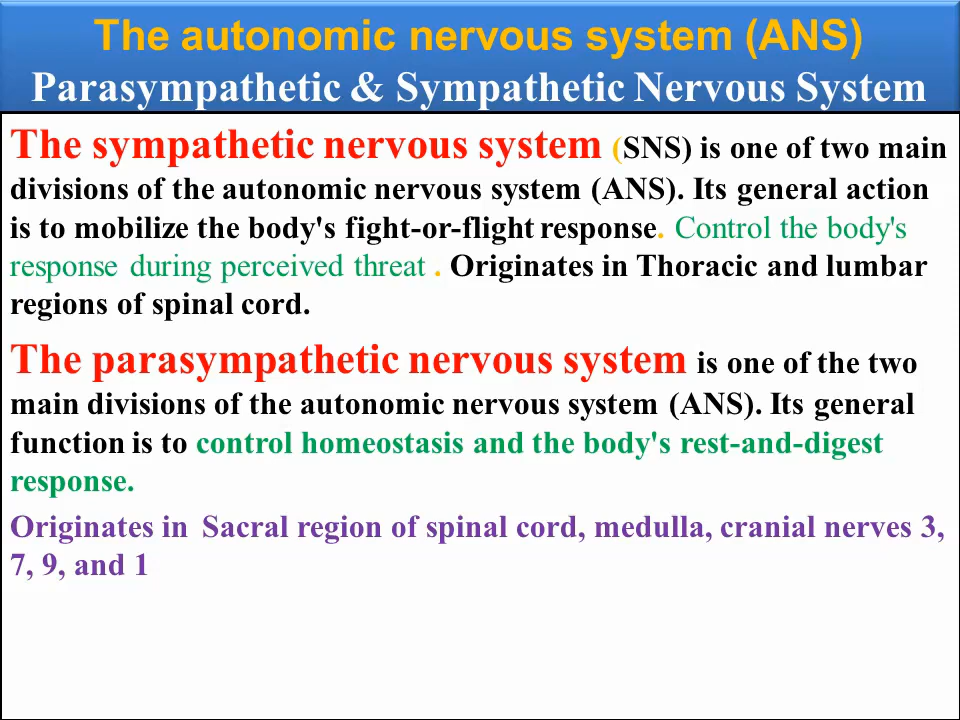 The autonomic nervous system (ANS)
Parasympathetic & Sympathetic Nervous System
The sympathetic nervous system (SNS) is one of two main
divisions of the autonomic nervous system (ANS). Its general action
is to mobilize the body's fight-or-flight response. Control the body's
response during perceived threat . Originates in Thoracic and lumbar
regions of spinal cord.
The parasympathetic nervous system is one of the two
main divisions of the autonomic nervous system (ANS). Its general
function is to control homeostasis and the body's rest-and-digest
response.
Originates in Sacral region of spinal cord, medulla, cranial nerves 3,
7, 9, and 1